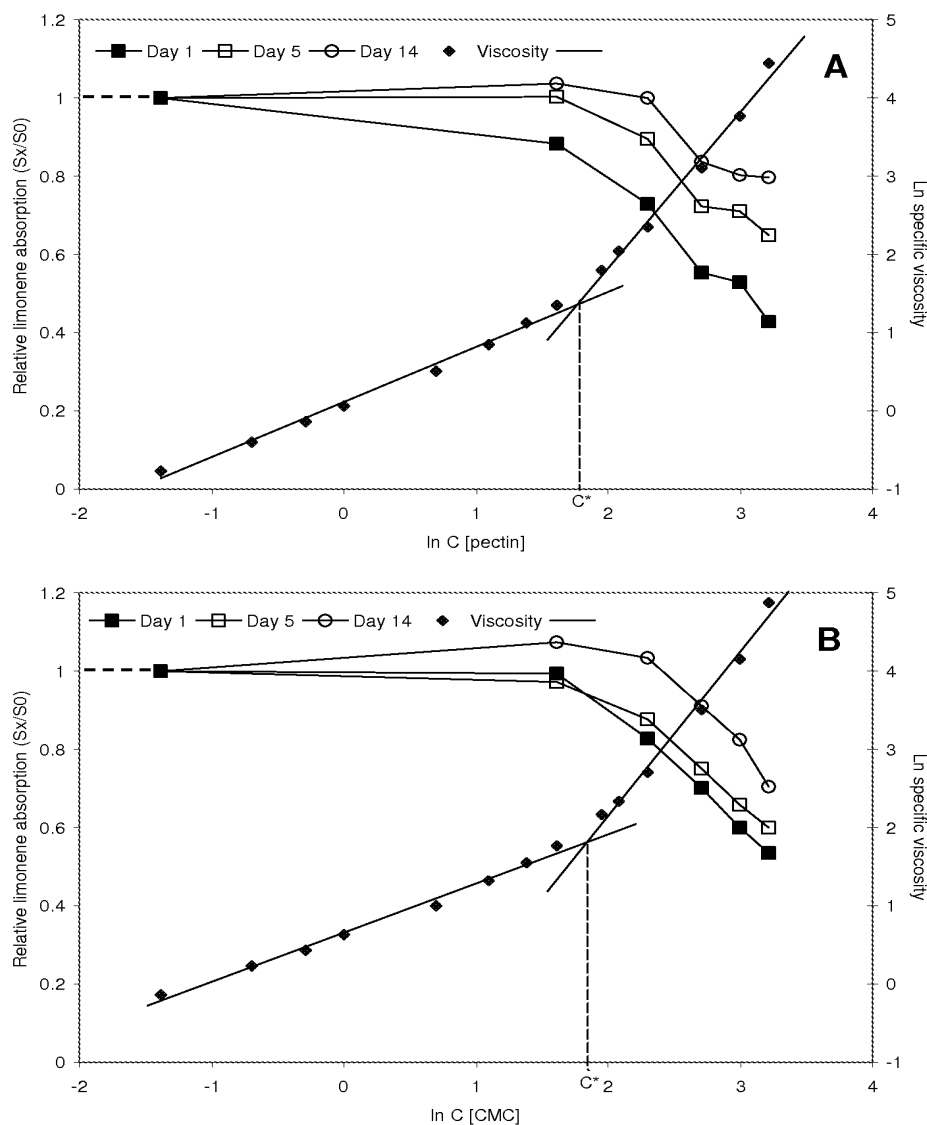 1.2
1
0.8
0.6
0.4
0.2
0
Relative limonene absorption (Sx/S0)
Day 1 Day 5 Day 14 Viscosity
A
5
4
3
2
1
0
-1
Ln specific viscosity
C*
-2 -1 0 1 2 3 4
ln C [pectin]
1.2
1
0.8
0.6
0.4
0.2
0
Relative limonene absorption (Sx/S0)
Day 1 Day 5 Day 14 Viscosity
B
5
4
3
2
1
0
-1
Ln specific viscosity
C*
-2 -1 0 1 2 3 4
ln C [CMC]